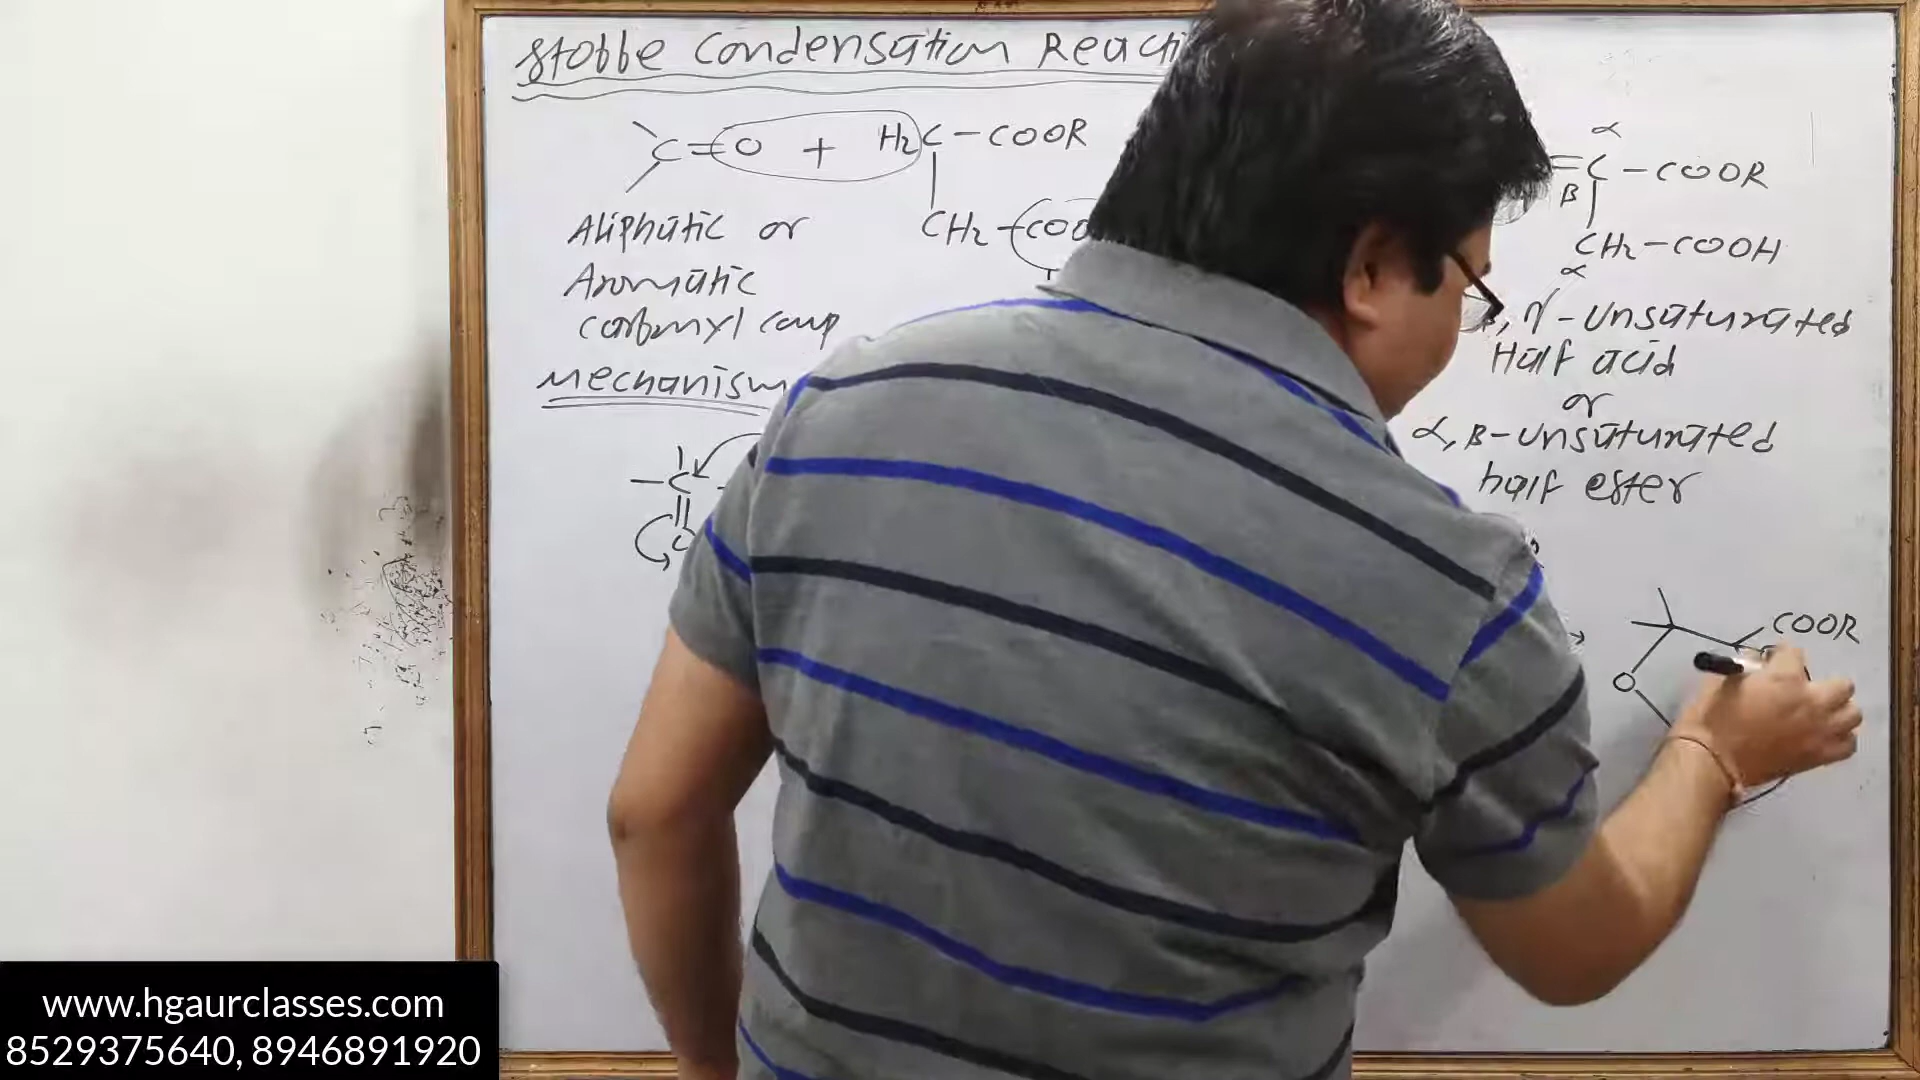 Stobbe Condensation Reacti
C=O + H2C-COOR
=C-COOR
α
β
CH2-COO
CH2-COOH
α
Aliphatic or
Aromatic
Carbonyl comp
β, γ-unsaturated
Half acid
or
α, β-unsaturated
half ester
Mechanism
-C
O
COOR
O
www.hgaurclasses.com
8529375640, 8946891920